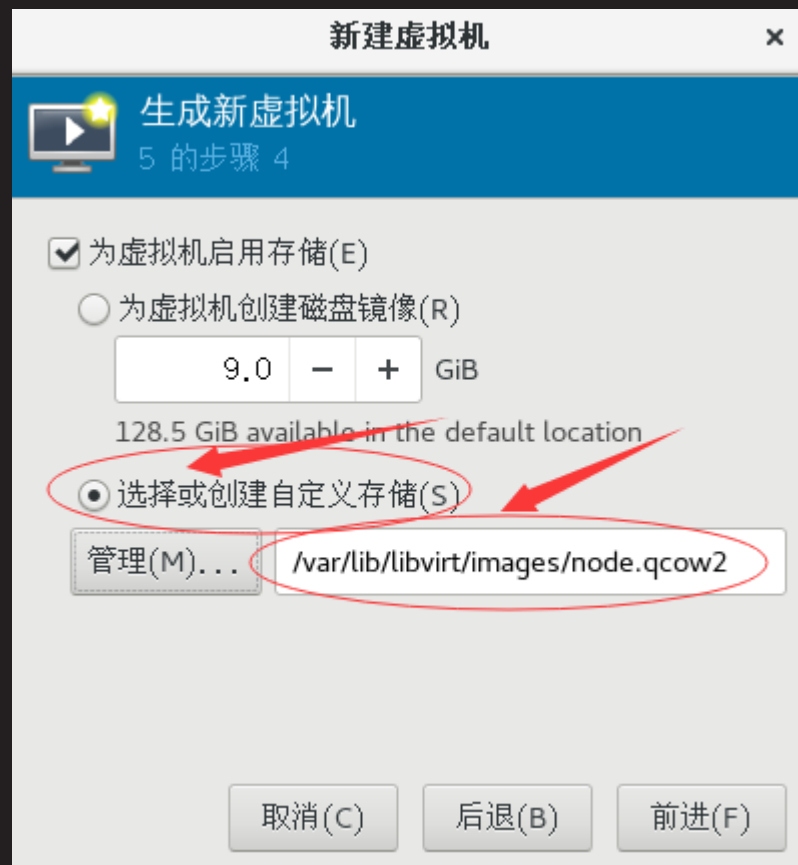 新建虚拟机 ×
生成新虚拟机
5 的步骤 4
为虚拟机启用存储(E)
为虚拟机创建磁盘镜像(R)
9.0 − + GiB
128.5 GiB available in the default location
选择或创建自定义存储(S)
管理(M)... /var/lib/libvirt/images/node.qcow2
取消(C) 后退(B) 前进(F)